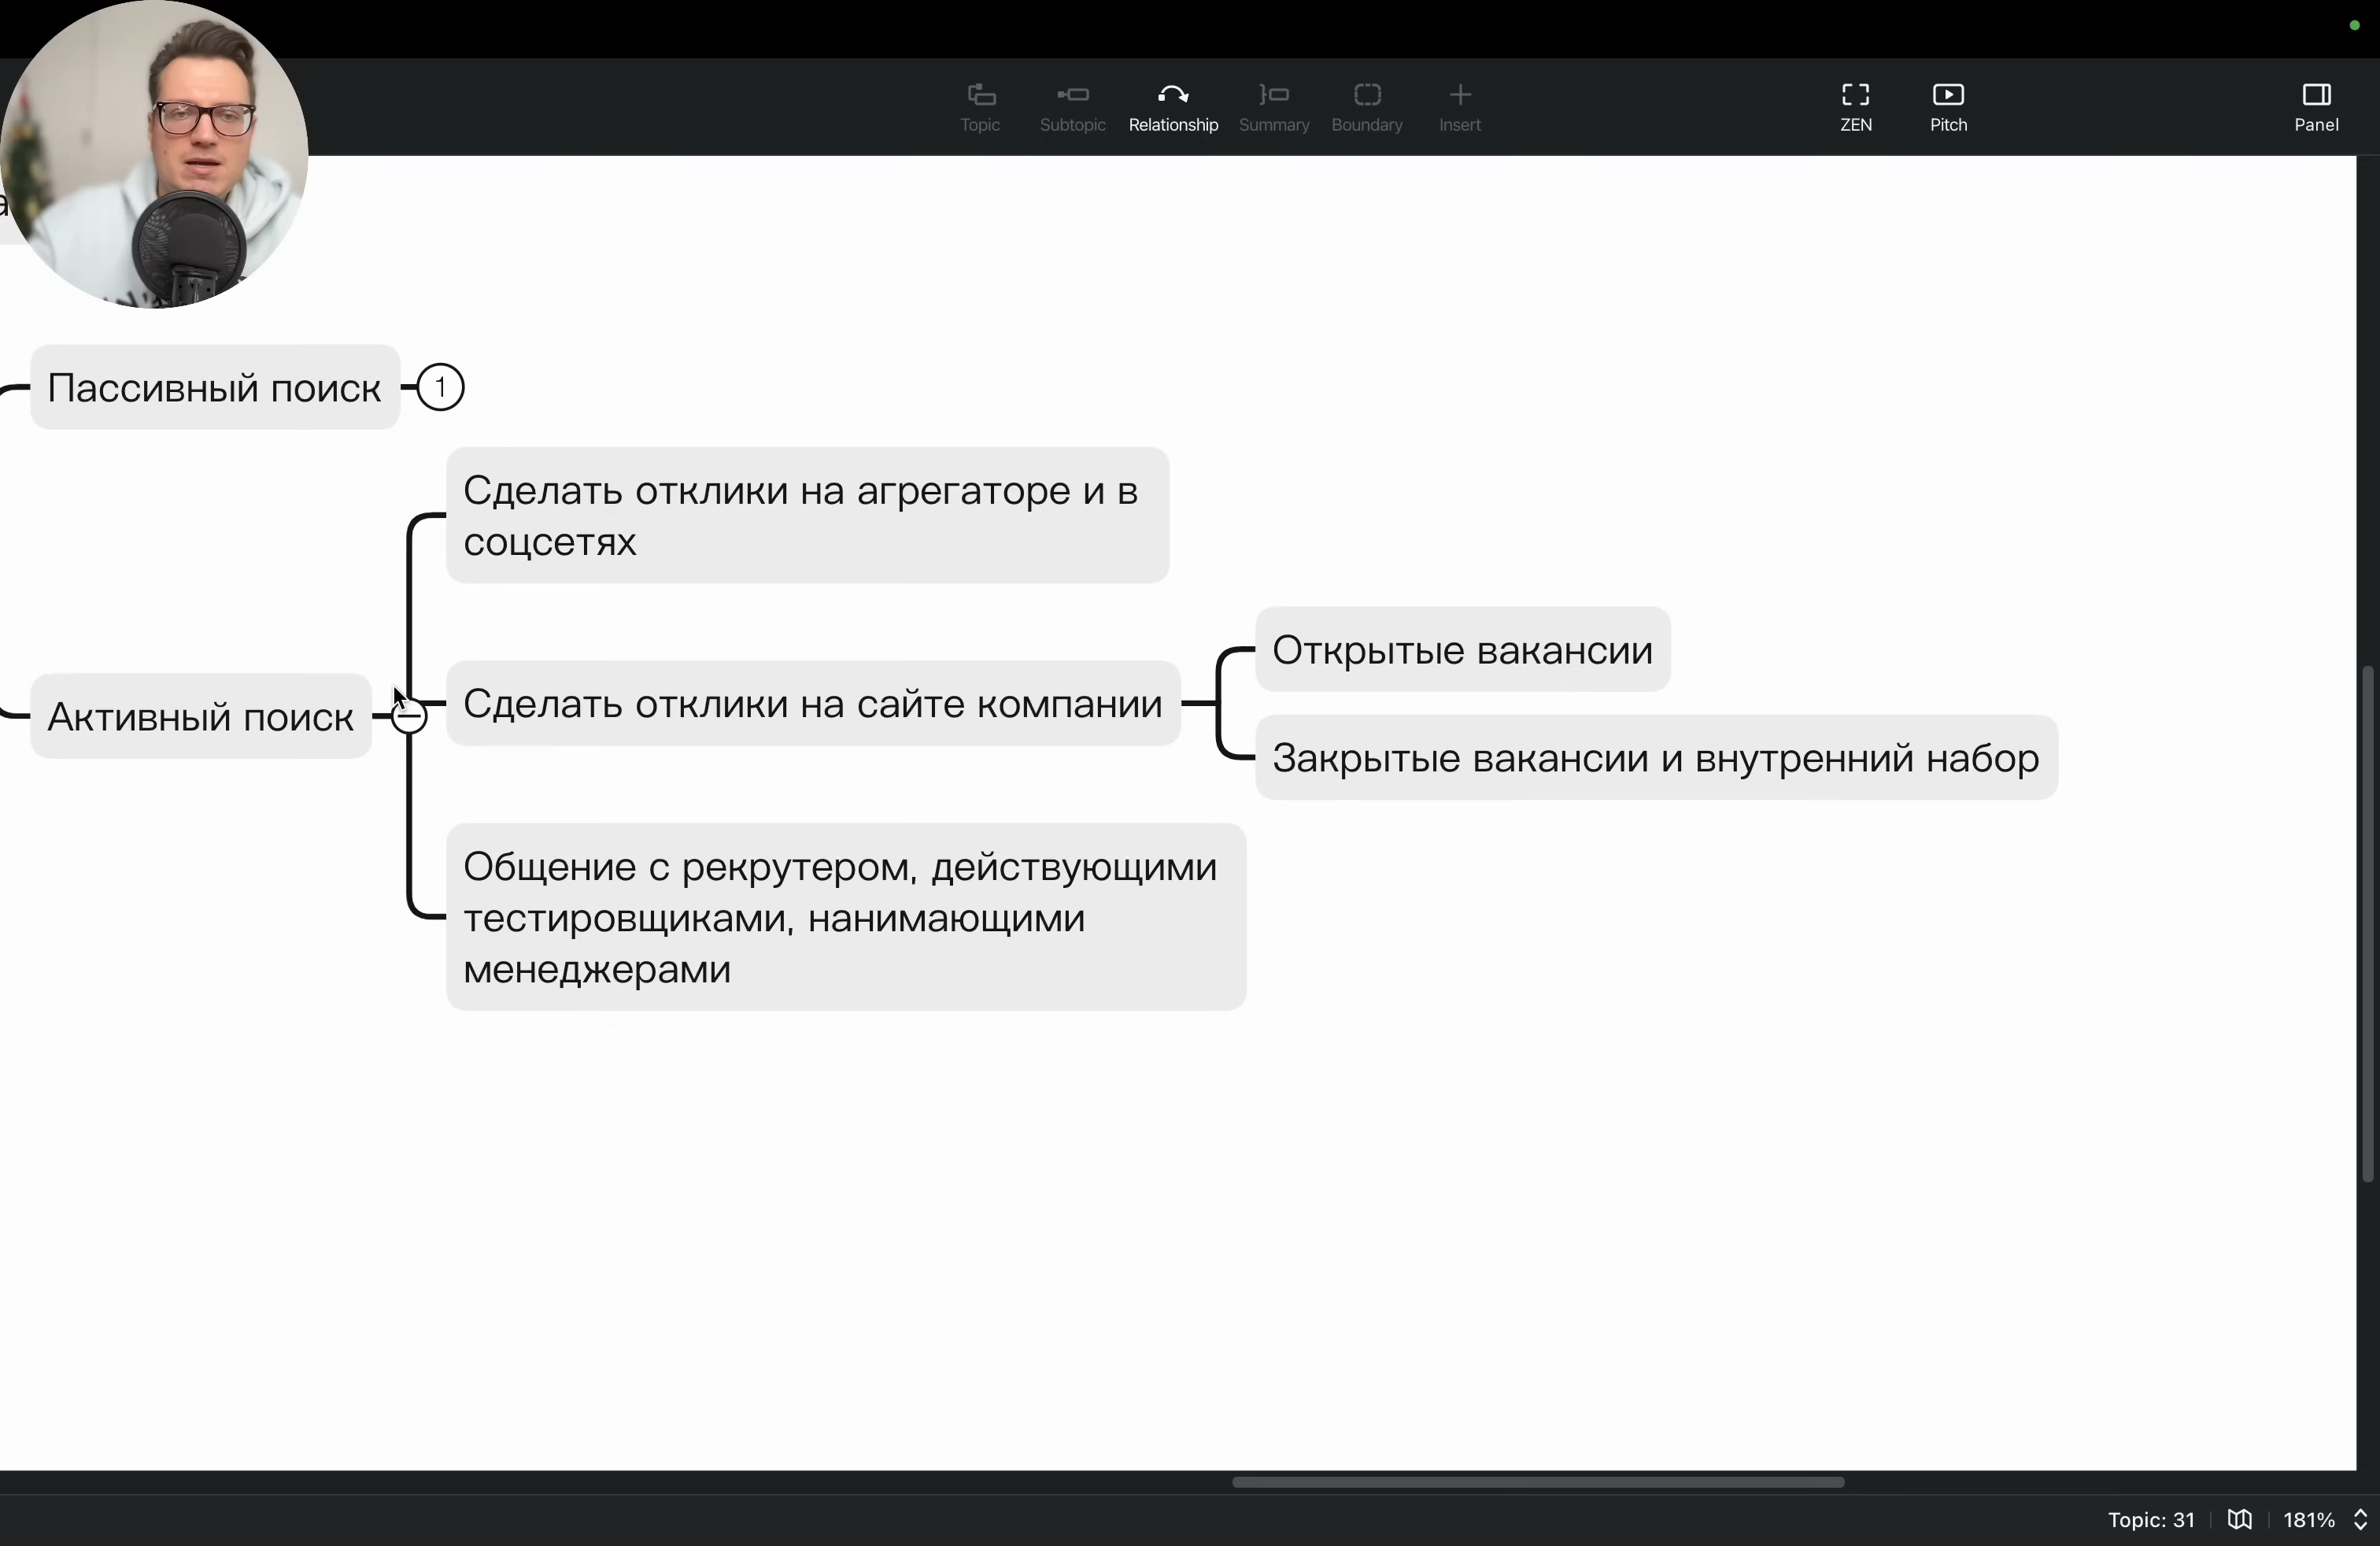 Topic
Subtopic
Relationship
Summary
Boundary
Insert
ZEN
Pitch
Panel
Пассивный поиск
1
Сделать отклики на агрегаторе и в
соцсетях
Открытые вакансии
Активный поиск
Сделать отклики на сайте компании
Закрытые вакансии и внутренний набор
Общение с рекрутером, действующими
тестировщиками, нанимающими
менеджерами
Topic: 31
181%